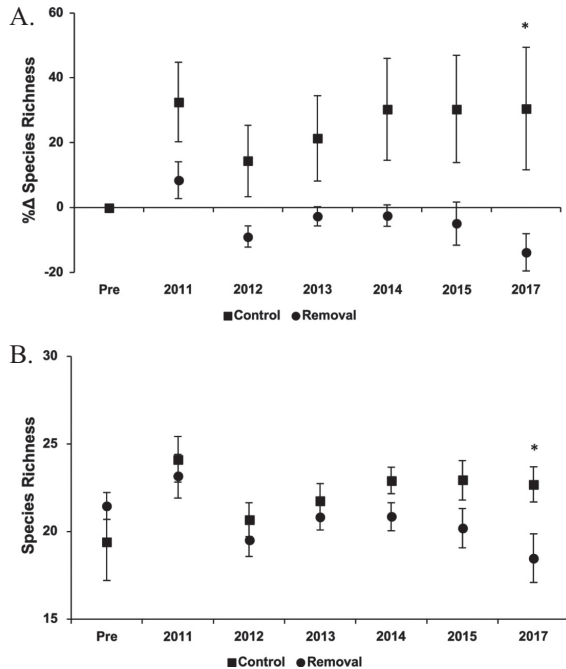 A.
60
*
40
%Δ Species Richness
20
0
-20
Pre 2011 2012 2013 2014 2015 2017
Control Removal
B.
30
25
*
Species Richness
20
15
Pre 2011 2012 2013 2014 2015 2017
Control Removal